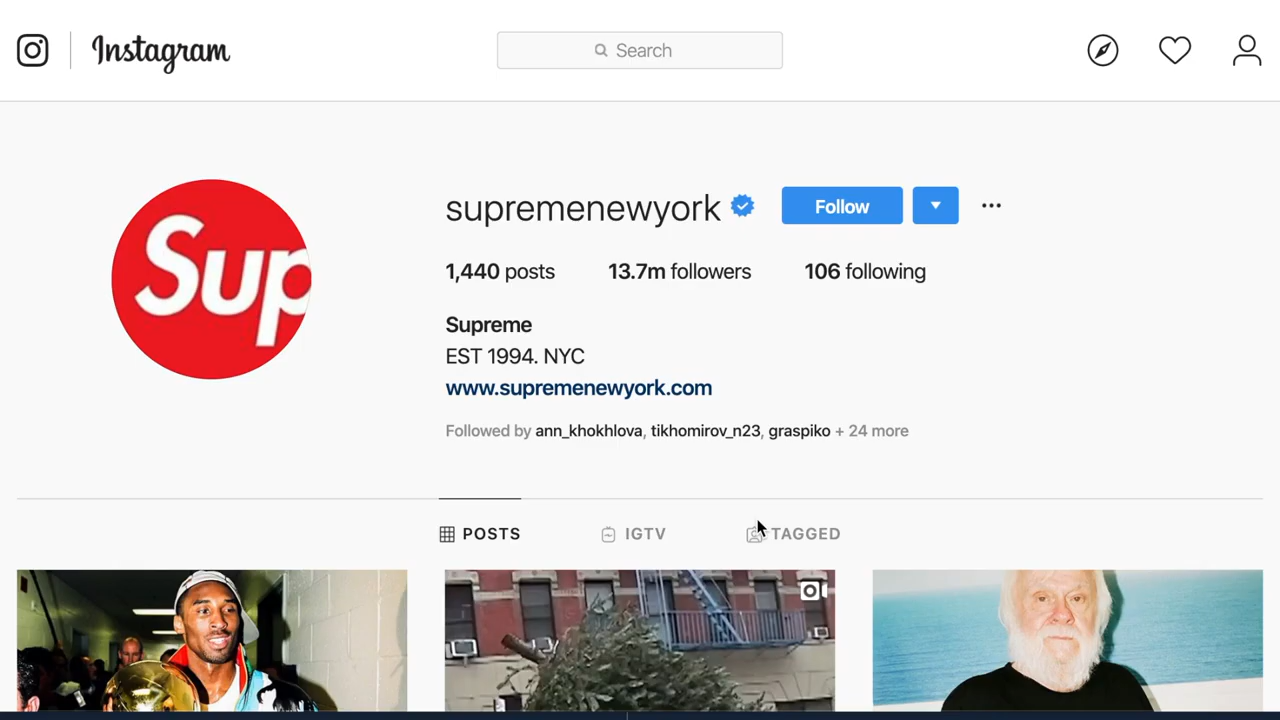 Instagram
Search
Sup
supremenewyork
Follow
1,440 posts 13.7m followers 106 following
Supreme
EST 1994. NYC
www.supremenewyork.com
Followed by ann_khokhlova, tikhomirov_n23, graspiko + 24 more
POSTS IGTV TAGGED